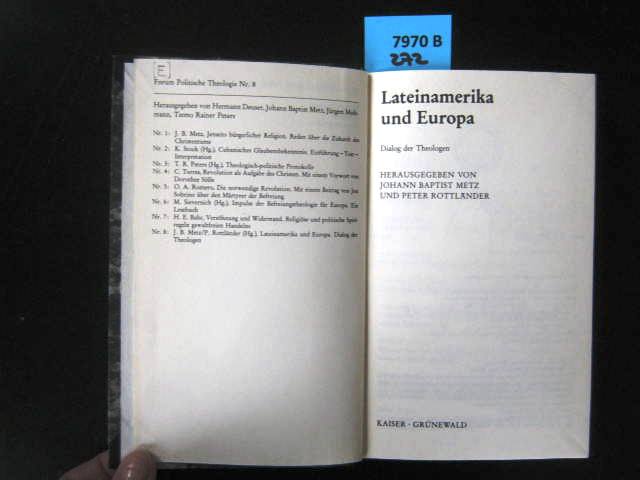 7970 B
272
E
Forum Politische Theologie Nr. 8
Herausgegeben von Hermann Deuser, Johann Baptist Metz, Jürgen Molt-
mann, Tiemo Rainer Peters
Nr. 1: J. B. Metz, Jenseits bürgerlicher Religion. Reden über die Zukunft des
Christentums
Nr. 2: K. (Hg.), Cubanisches Glaubensbekenntnis. Einführung – Text –
Interpretation
Nr. 3: T. R. Peters (Hg.), Theologisch-politische Protokolle
Nr. 4: C. Torres, Revolution als Aufgabe des Christen. Mit einem Vorwort von
Dorothee Sölle
Nr. 5: O. A. Romero, Die notwendige Revolution. Mit einem Beitrag von Jon
Sobrino über den Märtyrer der Befreiung
Nr. 6: M. Sievernich (Hg.), Impulse der Befreiungstheologie für Europa. Ein
Lesebuch
Nr. 7: H. E. Bahr, Versöhnung und Widerstand. Religiöse und politische Spiel-
regeln gewaltfreien Handelns
Nr. 8: J. B. Metz/P. Rottländer (Hg.), Lateinamerika und Europa. Dialog der
Theologen
Lateinamerika
und Europa
Dialog der Theologen
HERAUSGEGEBEN VON
JOHANN BAPTIST METZ
UND PETER ROTTLÄNDER
KAISER · GRÜNEWALD